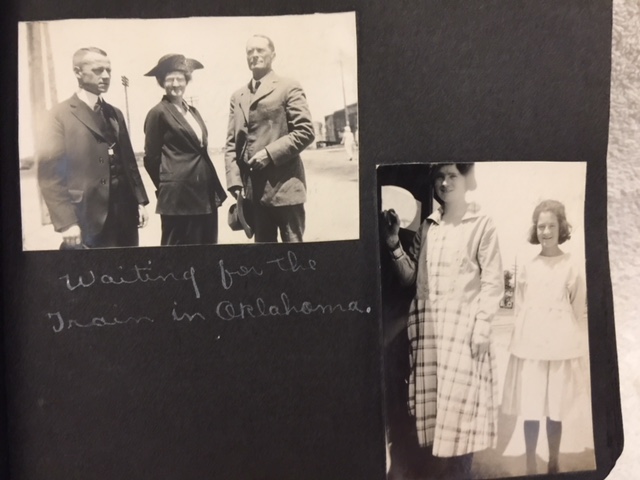 Waiting for the
Train in Oklahoma.